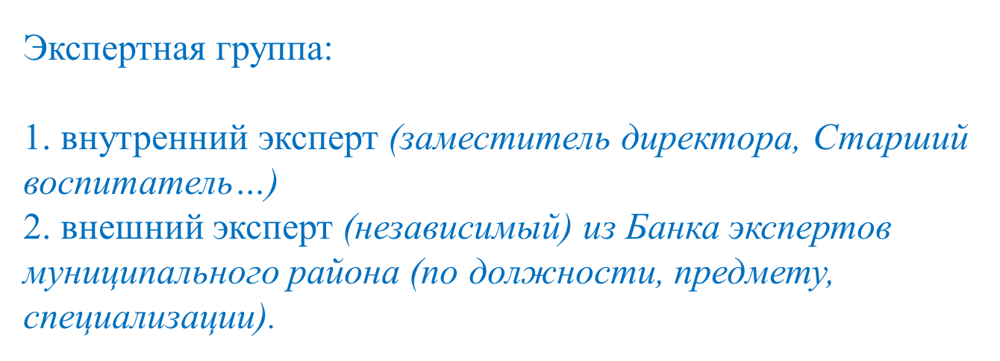 Экспертная группа:
1. внутренний эксперт (заместитель директора, Старший
воспитатель…)
2. внешний эксперт (независимый) из Банка экспертов
муниципального района (по должности, предмету,
специализации).